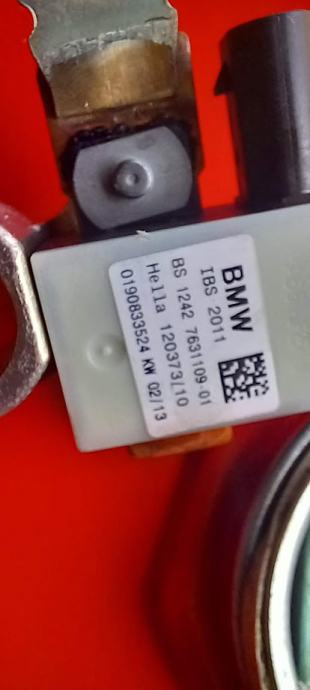 BMW
IBS 2011
BS 1242 7631109-01
Hella 120373/10
0190833524 KW 02/13